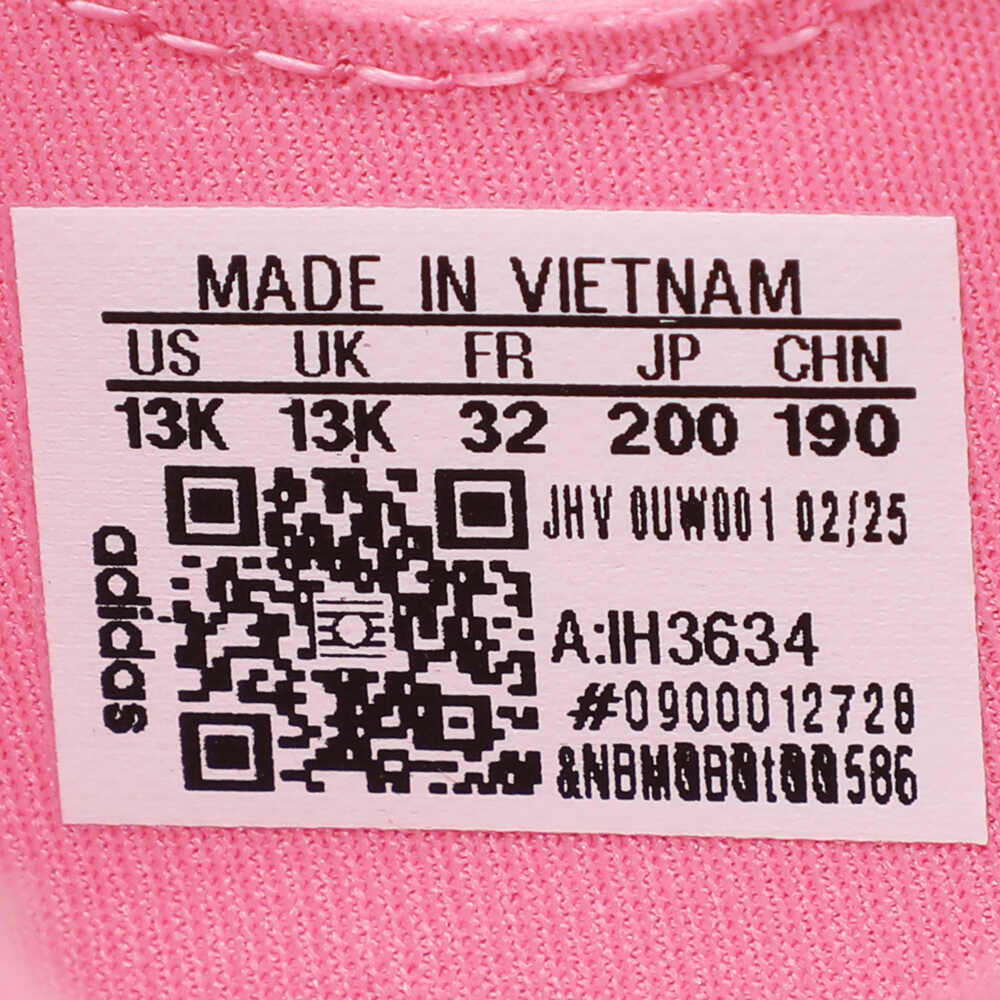 MADE IN VIETNAM
US UK FR JP CHN
13K 13K 32 200 190
JHV 0UW001 02/25
adidas
A:IH3634
#0900012728